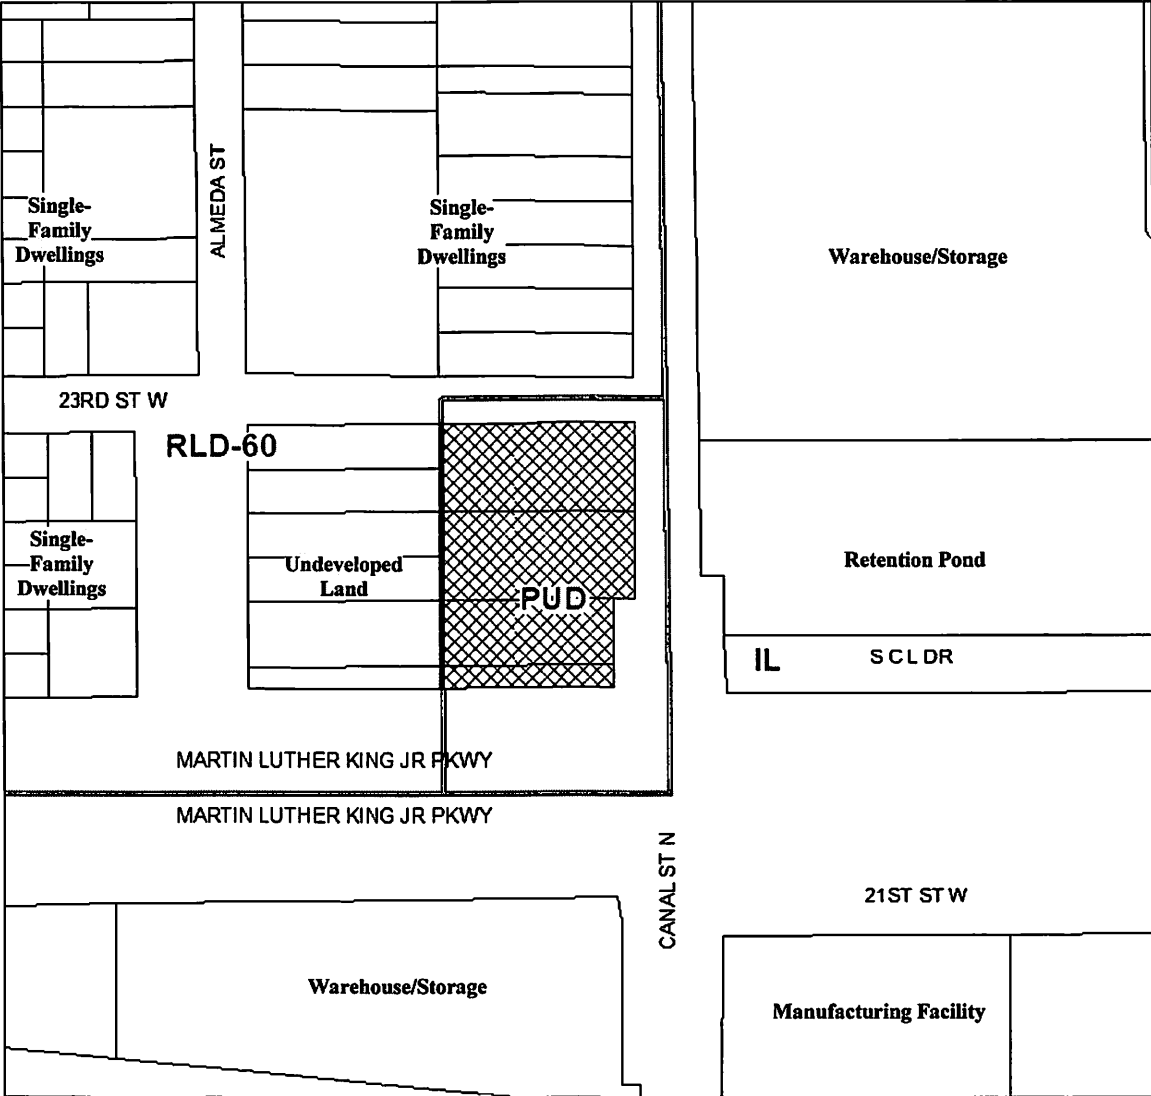 ALMEDA ST
Single-
Family
Dwellings
Single-
Family
Dwellings
Warehouse/Storage
23RD ST W
RLD-60
Single-
Family
Dwellings
Undeveloped
Land
PUD
Retention Pond
IL
S C L DR
MARTIN LUTHER KING JR PKWY
MARTIN LUTHER KING JR PKWY
CANAL ST N
21ST ST W
Warehouse/Storage
Manufacturing Facility